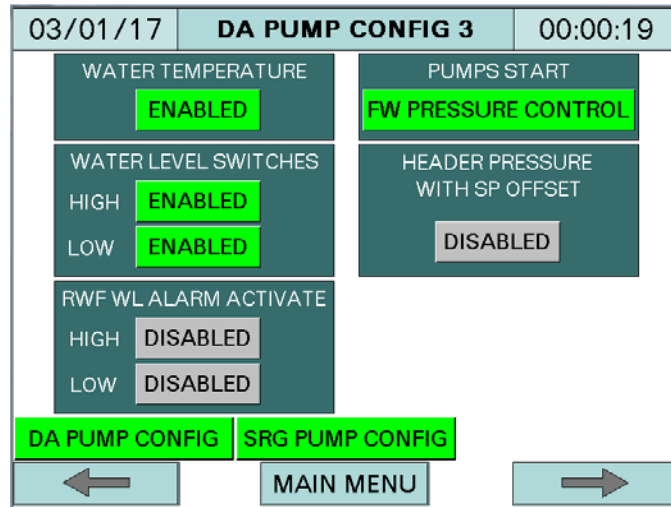 03/01/17 DA PUMP CONFIG 3 00:00:19
WATER TEMPERATURE
ENABLED
PUMPS START
FW PRESSURE CONTROL
WATER LEVEL SWITCHES
HIGH ENABLED
LOW ENABLED
HEADER PRESSURE
WITH SP OFFSET
DISABLED
RWF WL ALARM ACTIVATE
HIGH DISABLED
LOW DISABLED
DA PUMP CONFIG SRG PUMP CONFIG
MAIN MENU